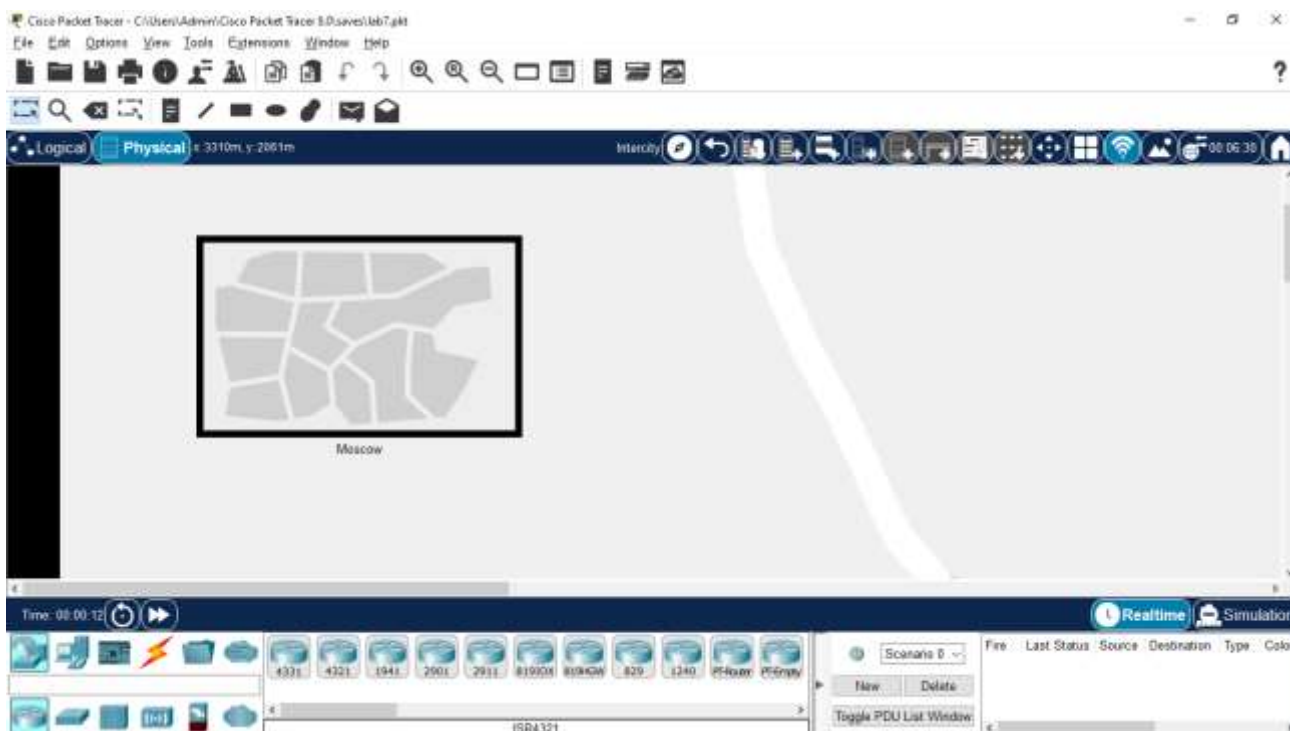 Cisco Packet Tracer - C:\Users\Admin\Cisco Packet Tracer 8.0\saves\lab7.pkt
File Edit Options View Tools Extensions Window Help
?
Logical Physical x: 3310m, y: 2061m Intercity 00:06:30
Moscow
Time: 00:00:12 Realtime Simulation
4331 4321 1941 2901 2911 819IOX 819HGW 829 1240 PT-Router PT-Empty
Scenario 0 Fire Last Status Source Destination Type Colo
New Delete
Toggle PDU List Window
ISR4321